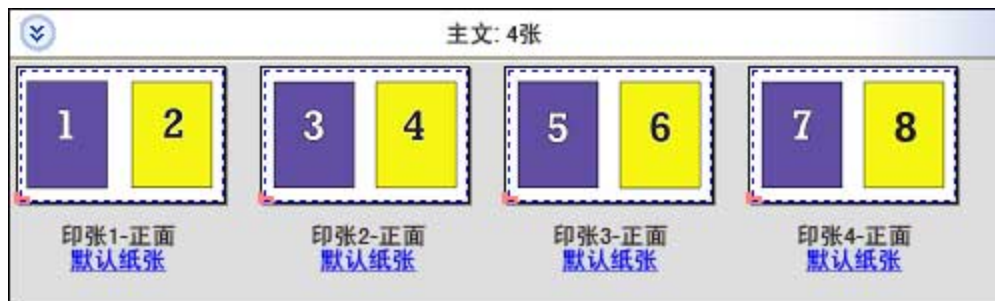 主文: 4张
1 2 3 4 5 6 7 8
印张1-正面 印张2-正面 印张3-正面 印张4-正面
默认纸张 默认纸张 默认纸张 默认纸张